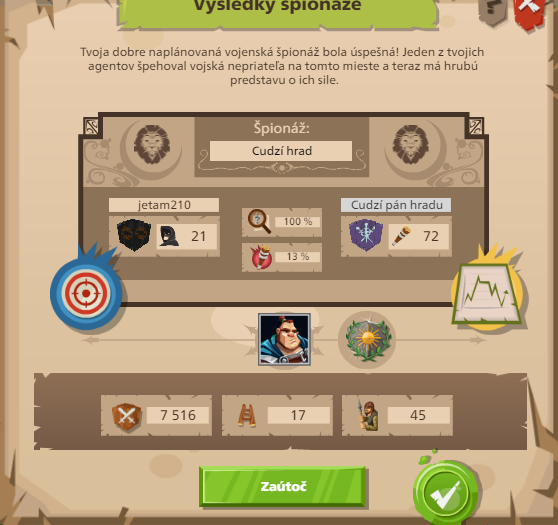 Výsledky špionáže
Tvoja dobre naplánovaná vojenská špionáž bola úspešná! Jeden z tvojich
agentov špehoval vojská nepriateľa na tomto mieste a teraz má hrubú
predstavu o ich sile.
Špionáž:
Cudzí hrad
jetam210
Cudzí pán hradu
21
100 %
72
13 %
7 516
17
45
Zaútoč